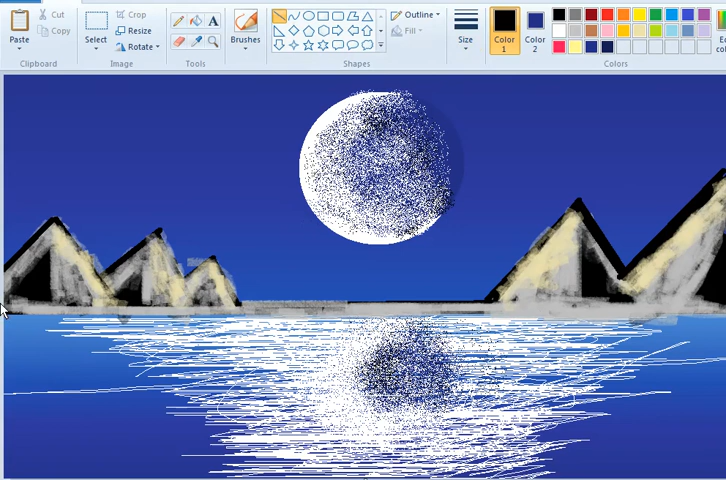 Cut
Crop
Outline
Copy
Resize
Fill
Paste
Select
Rotate
A
Brushes
Size
Color
1
Color
2
Clipboard
Image
Tools
Shapes
Colors